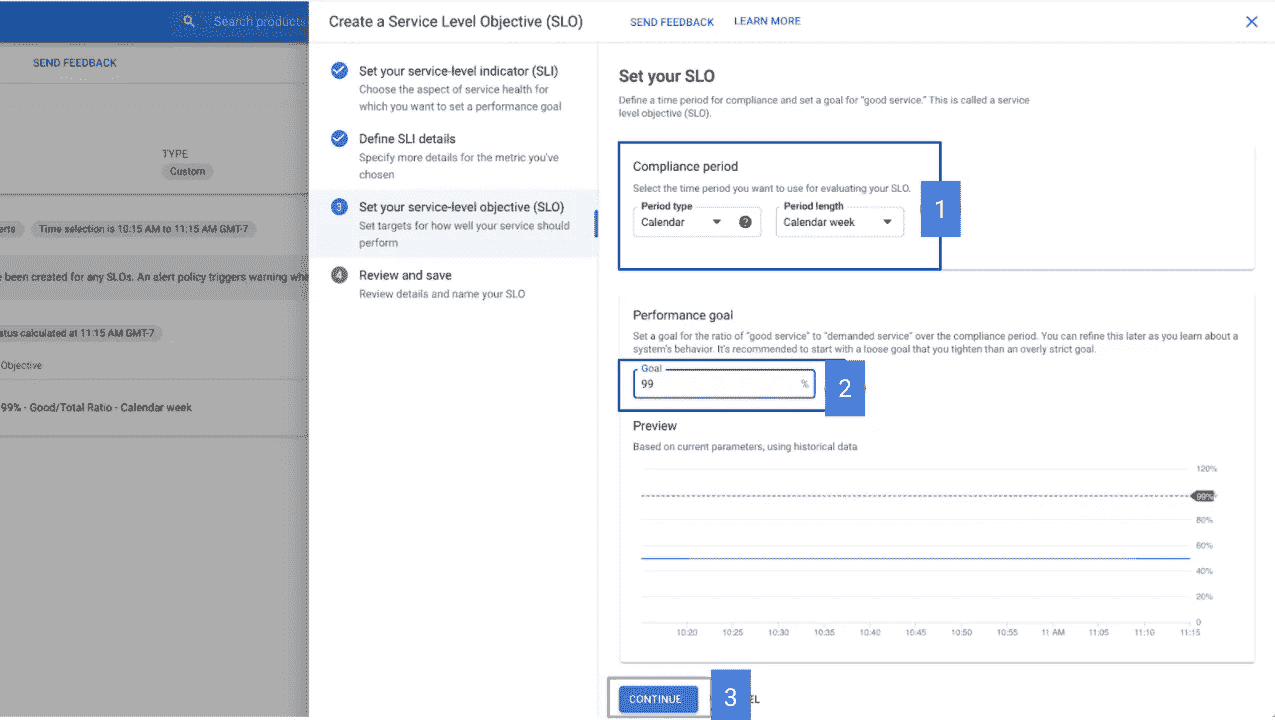 Search products
Create a Service Level Objective (SLO)
SEND FEEDBACK
LEARN MORE
SEND FEEDBACK
TYPE
Custom
Time selection is 10:15 AM to 11:15 AM GMT-7
been created for any SLOs. An alert policy triggers warning
calculated at 11:15 AM GMT-7
Objective
99% - Good/Total Ratio - Calendar week
Set your service-level indicator (SLI)
Choose the aspect of service health for
which you want to set a performance goal
Define SLI details
Specify more details for the metric you've
chosen
3
Set your service-level objective (SLO)
Set targets for how well your service should
perform
4
Review and save
Review details and name your SLO
Set your SLO
Define a time period for compliance and set a goal for "good service." This is called a service
level objective (SLO).
Compliance period
Select the time period you want to use for evaluating your SLO.
Period type
Calendar
Period length
Calendar week
1
Performance goal
Set a goal for the ratio of "good service" to "demanded service" over the compliance period. You can refine this later as you learn about a
system's behavior. It's recommended to start with a loose goal that you tighten than an overly strict goal.
Goal
99
%
2
Preview
Based on current parameters, using historical data
120%
99%
80%
60%
40%
20%
0
10:20 10:25 10:30 10:35 10:40 10:45 10:50 10:55 11 AM 11:05 11:10 11:15
CONTINUE
3